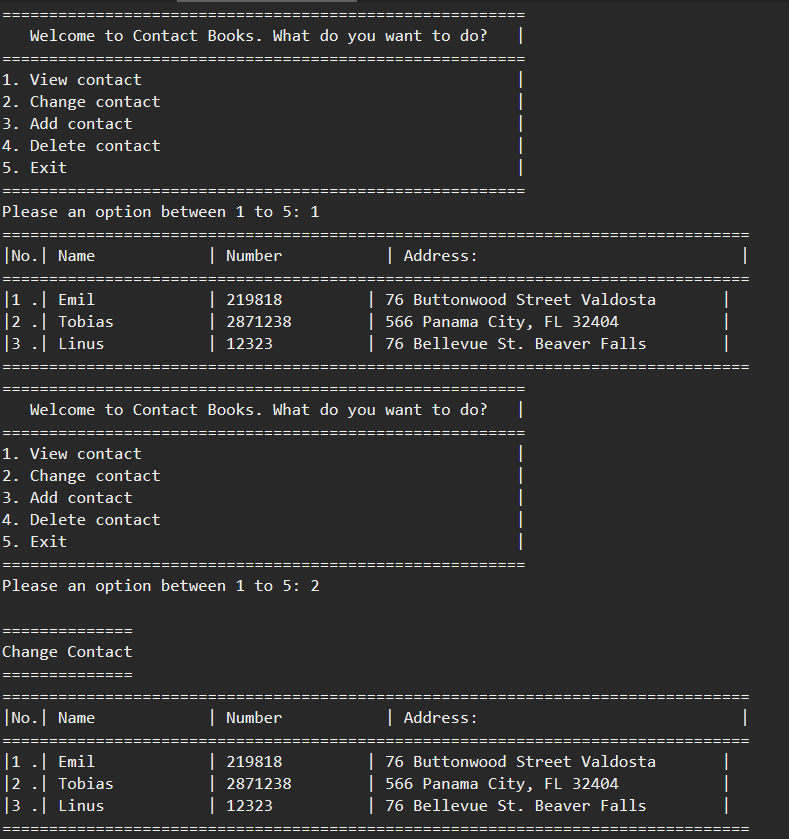 ========================================================
   Welcome to Contact Books. What do you want to do?   |
========================================================
1. View contact                                        |
2. Change contact                                      |
3. Add contact                                         |
4. Delete contact                                      |
5. Exit                                                |
========================================================
Please an option between 1 to 5: 1
================================================================================
|No.| Name            | Number           | Address:                            |
================================================================================
|1 .| Emil            | 219818         | 76 Buttonwood Street Valdosta       |
|2 .| Tobias          | 2871238        | 566 Panama City, FL 32404           |
|3 .| Linus           | 12323          | 76 Bellevue St. Beaver Falls        |
================================================================================
========================================================
   Welcome to Contact Books. What do you want to do?   |
========================================================
1. View contact                                        |
2. Change contact                                      |
3. Add contact                                         |
4. Delete contact                                      |
5. Exit                                                |
========================================================
Please an option between 1 to 5: 2

==============
Change Contact
==============
================================================================================
|No.| Name            | Number           | Address:                            |
================================================================================
|1 .| Emil            | 219818         | 76 Buttonwood Street Valdosta       |
|2 .| Tobias          | 2871238        | 566 Panama City, FL 32404           |
|3 .| Linus           | 12323          | 76 Bellevue St. Beaver Falls        |
================================================================================